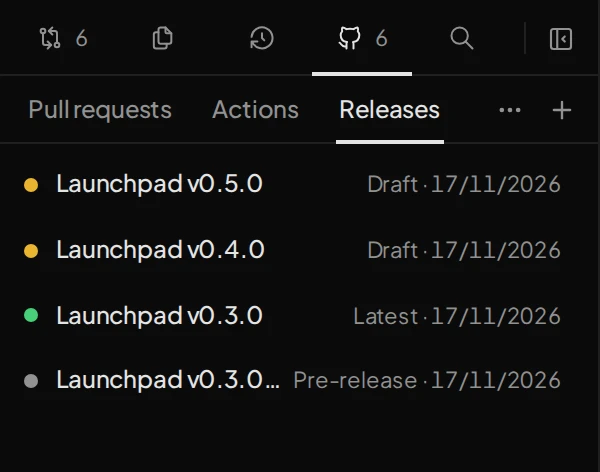 6 6
Pull requests Actions Releases
Launchpad v0.5.0 Draft · 17/11/2026
Launchpad v0.4.0 Draft · 17/11/2026
Launchpad v0.3.0 Latest · 17/11/2026
Launchpad v0.3.0... Pre-release · 17/11/2026